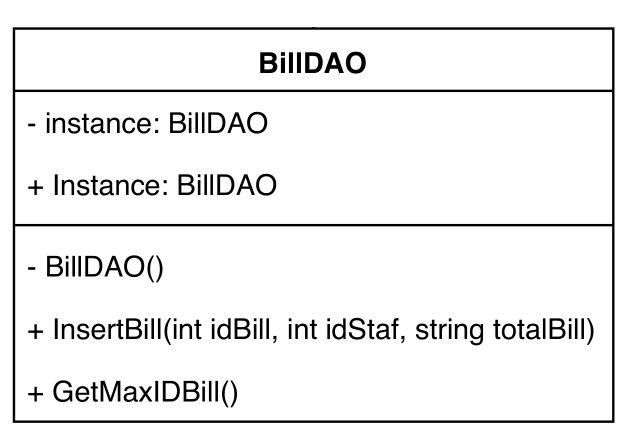 BillDAO
- instance: BillDAO
+ Instance: BillDAO
- BillDAO()
+ InsertBill(int idBill, int idStaf, string totalBill)
+ GetMaxIDBill()